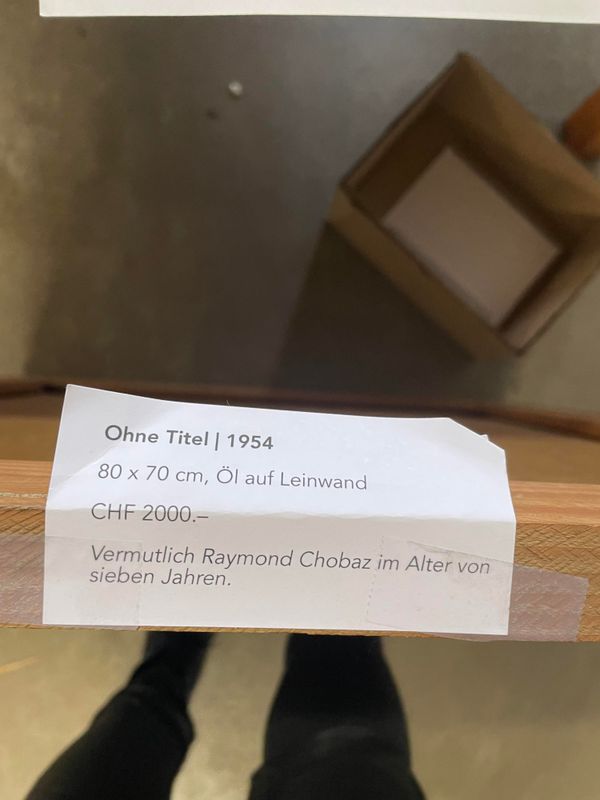 Ohne Titel | 1954
80 x 70 cm, Öl auf Leinwand
CHF 2000.–
Vermutlich Raymond Chobaz im Alter von
sieben Jahren.